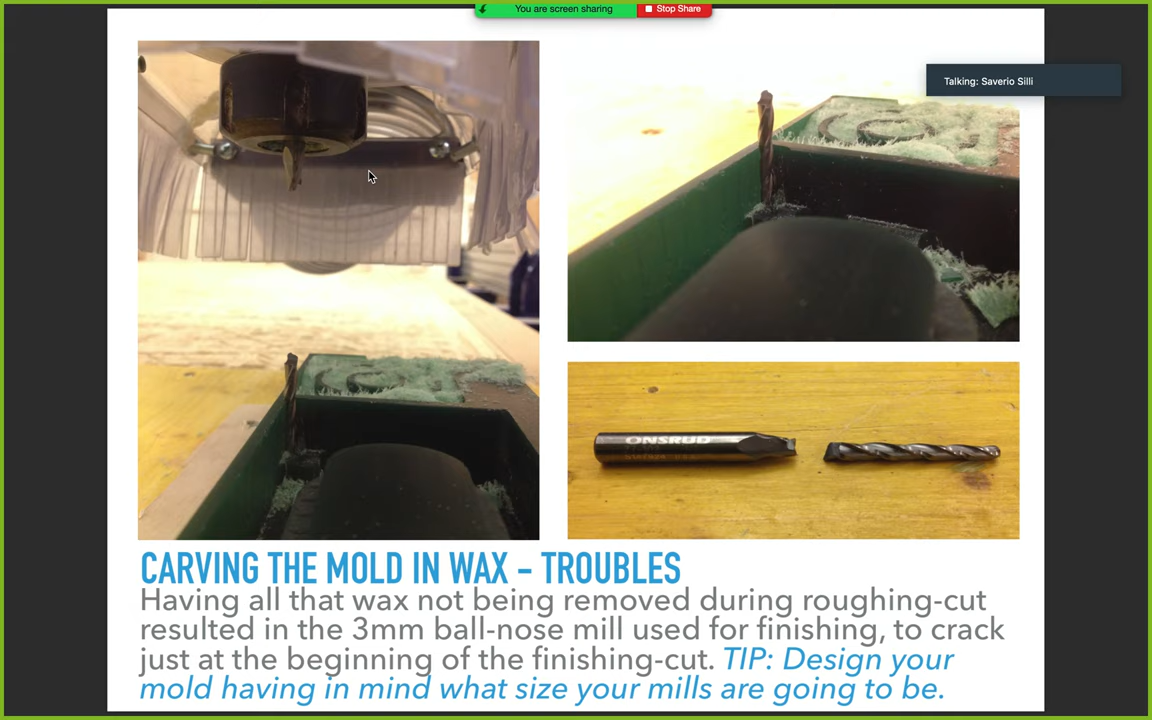 You are screen sharing
Stop Share
Talking: Saverio Silli
ONSRUD
CARVING THE MOLD IN WAX – TROUBLES
Having all that wax not being removed during roughing-cut
resulted in the 3mm ball-nose mill used for finishing, to crack
just at the beginning of the finishing-cut. TIP: Design your
mold having in mind what size your mills are going to be.